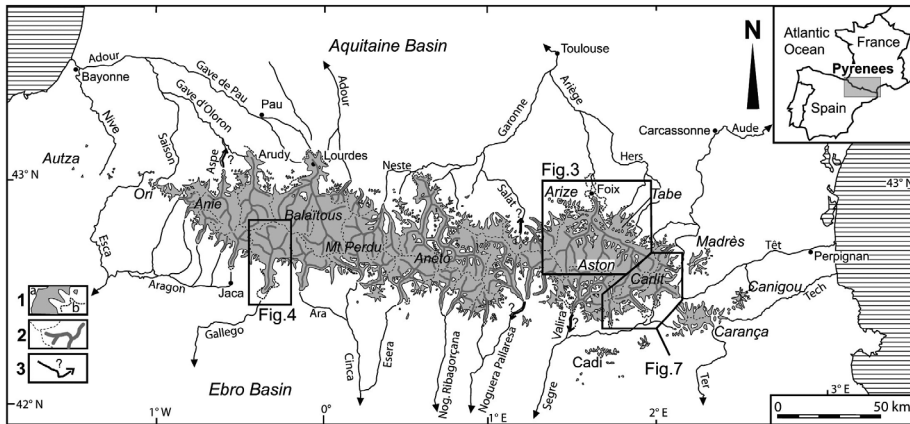 Atlantic
Ocean
France
Pyrenees
Spain
N
Aquitaine Basin
Toulouse
Adour
Bayonne
Gave de Pau
Gave d'Oloron
Pau
Adour
Garonne
Ariège
Carcassonne
Aude
Nive
Saison
Aspe
?
Arudy
Lourdes
Neste
Salat
?
Hers
Autza
43° N
43° N
Fig.3
Foix
Arize
Tabe
Ori
Anie
Balaïtous
Mt Perdu
Aneto
Aston
Carlit
Madrès
Têt
Perpignan
Canigou
Tech
Carança
Esca
Aragon
Jaca
Fig.4
Gallego
Ara
Cinca
Esera
Nog. Ribagorçana
Noguera Pallaresa
?
Valira
?
Segre
Cadi
Fig.7
Ter
Ebro Basin
1
a
b
2
3
?
42° N
1°W
0°
1° E
2° E
3° E
0
50 km